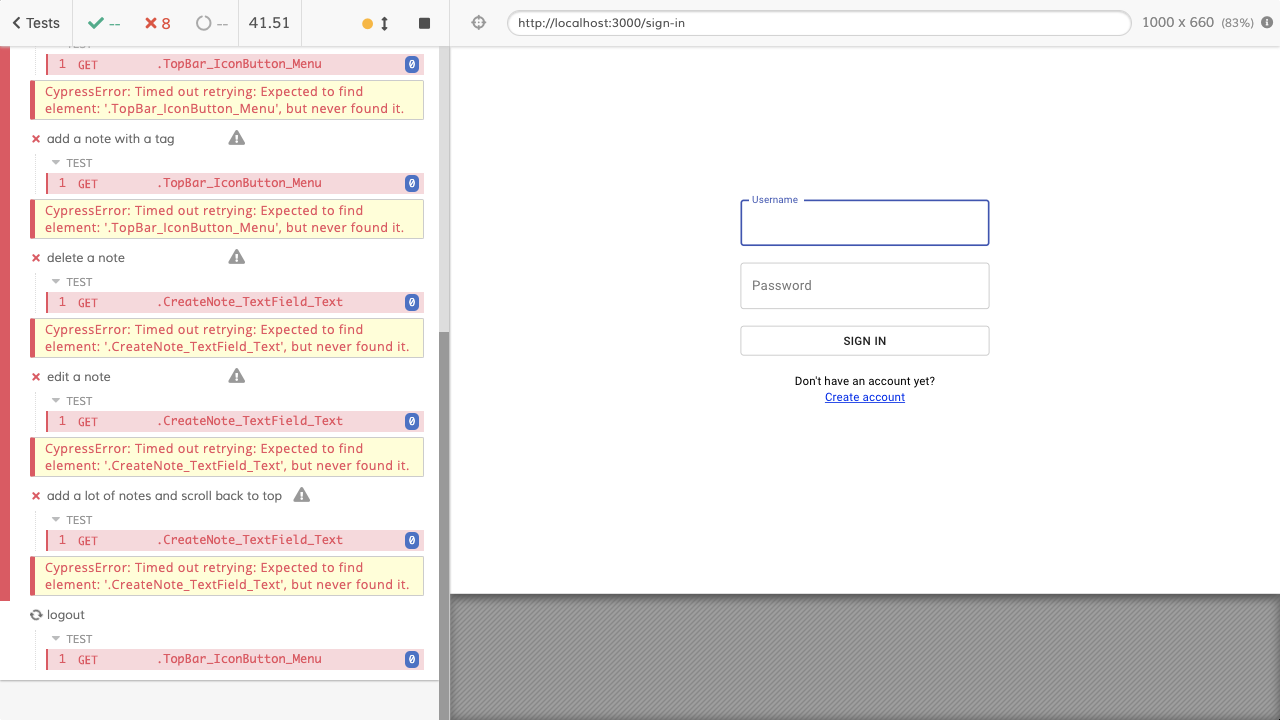 Tests
--
8
--
41.51
http://localhost:3000/sign-in
1000 x 660 (83%)
TEST
1 GET .TopBar_IconButton_Menu 0
CypressError: Timed out retrying: Expected to find
element: '.TopBar_IconButton_Menu', but never found it.
add a note with a tag
TEST
1 GET .TopBar_IconButton_Menu 0
CypressError: Timed out retrying: Expected to find
element: '.TopBar_IconButton_Menu', but never found it.
delete a note
TEST
1 GET .CreateNote_TextField_Text 0
CypressError: Timed out retrying: Expected to find
element: '.CreateNote_TextField_Text', but never found it.
edit a note
TEST
1 GET .CreateNote_TextField_Text 0
CypressError: Timed out retrying: Expected to find
element: '.CreateNote_TextField_Text', but never found it.
add a lot of notes and scroll back to top
TEST
1 GET .CreateNote_TextField_Text 0
CypressError: Timed out retrying: Expected to find
element: '.CreateNote_TextField_Text', but never found it.
logout
TEST
1 GET .TopBar_IconButton_Menu 0
Username
Password
SIGN IN
Don't have an account yet?
Create account